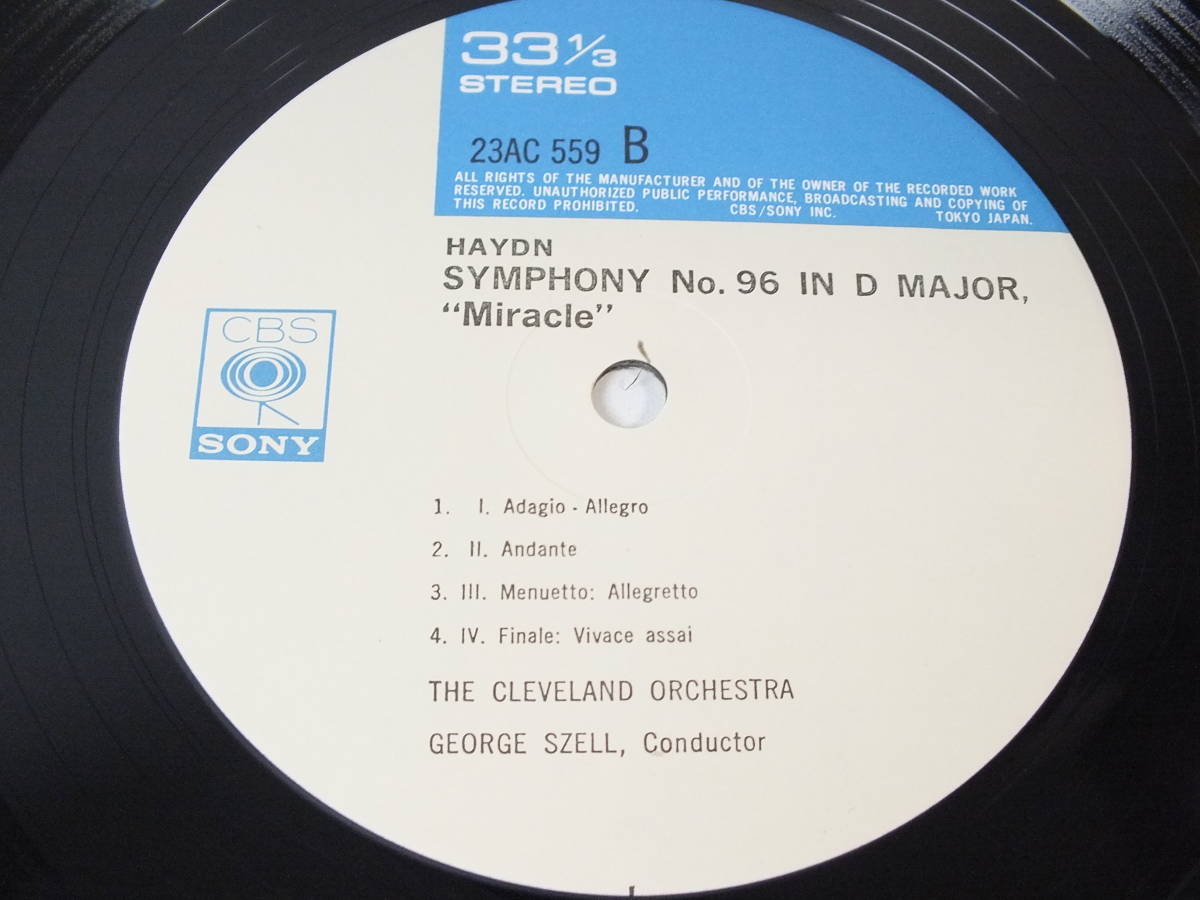 33 1/3
STEREO
23AC 559 B
ALL RIGHTS OF THE MANUFACTURER AND OF THE OWNER OF THE RECORDED WORK
RESERVED. UNAUTHORIZED PUBLIC PERFORMANCE, BROADCASTING AND COPYING OF
THIS RECORD PROHIBITED. CBS/SONY INC. TOKYO JAPAN.
HAYDN
SYMPHONY No. 96 IN D MAJOR,
“Miracle”
CBS
SONY
1. I. Adagio - Allegro
2. II. Andante
3. III. Menuetto: Allegretto
4. IV. Finale: Vivace assai
THE CLEVELAND ORCHESTRA
GEORGE SZELL, Conductor